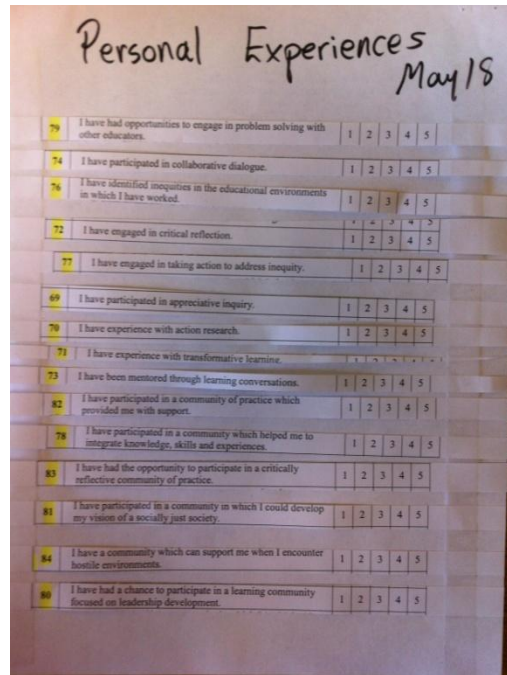 Personal Experiences
May 18
79 I have had opportunities to engage in problem solving with 1 2 3 4 5
other educators.
74 I have participated in collaborative dialogue. 1 2 3 4 5
76 I have identified inequities in the educational environments 1 2 3 4 5
in which I have worked.
72 I have engaged in critical reflection. 1 2 3 4 5
77 I have engaged in taking action to address inequity. 1 2 3 4 5
69 I have participated in appreciative inquiry. 1 2 3 4 5
70 I have experience with action research. 1 2 3 4 5
71 I have experience with transformative learning.
73 I have been mentored through learning conversations. 1 2 3 4 5
82 I have participated in a community of practice which 1 2 3 4 5
provided me with support.
78 I have participated in a community which helped me to 1 2 3 4 5
integrate knowledge, skills and experiences.
83 I have had the opportunity to participate in a critically 1 2 3 4 5
reflective community of practice.
81 I have participated in a community in which I could develop 1 2 3 4 5
my vision of a socially just society.
84 I have a community which can support me when I encounter 1 2 3 4 5
hostile environments.
80 I have had a chance to participate in a learning community 1 2 3 4 5
focused on leadership development.